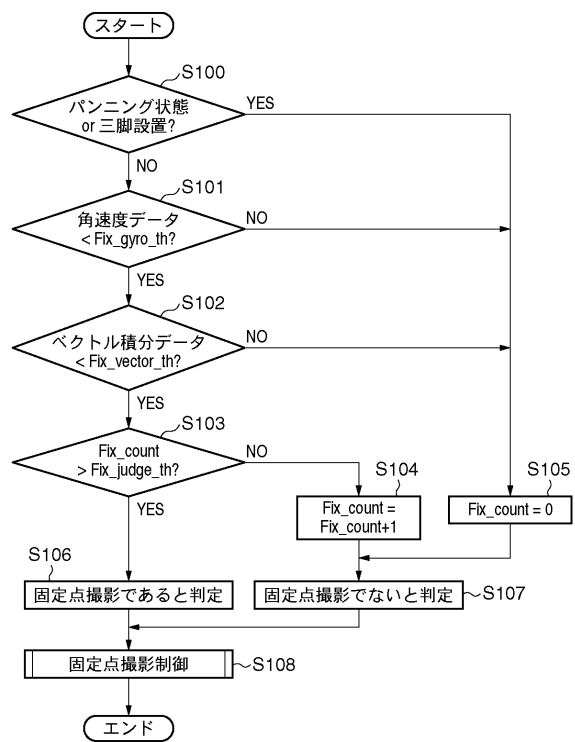 スタート
S100
パンニング状態
or 三脚設置?
YES
NO
S101
角速度データ
< Fix_gyro_th?
NO
YES
S102
ベクトル積分データ
< Fix_vector_th?
NO
YES
S103
Fix_count
> Fix_judge_th?
NO
YES
S104
Fix_count =
Fix_count+1
S105
Fix_count = 0
S106
固定点撮影であると判定
固定点撮影でないと判定
S107
固定点撮影制御
S108
エンド